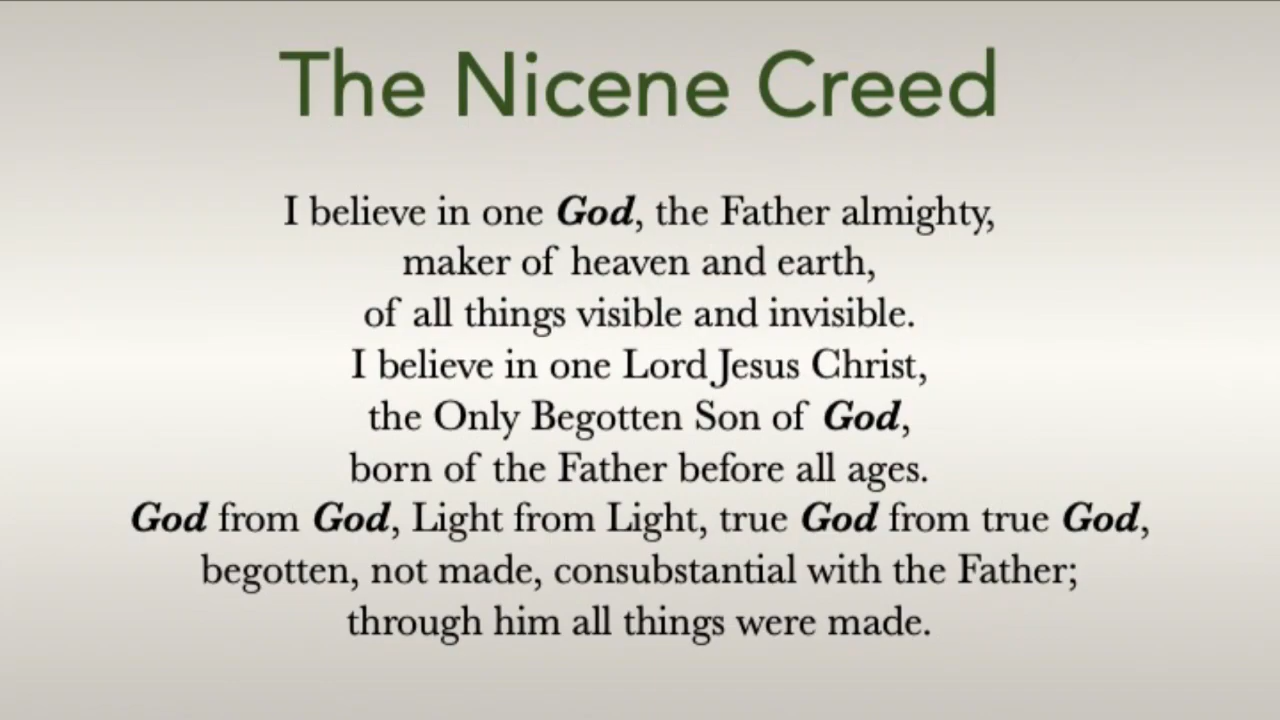 The Nicene Creed
I believe in one God, the Father almighty,
maker of heaven and earth,
of all things visible and invisible.
I believe in one Lord Jesus Christ,
the Only Begotten Son of God,
born of the Father before all ages.
God from God, Light from Light, true God from true God,
begotten, not made, consubstantial with the Father;
through him all things were made.